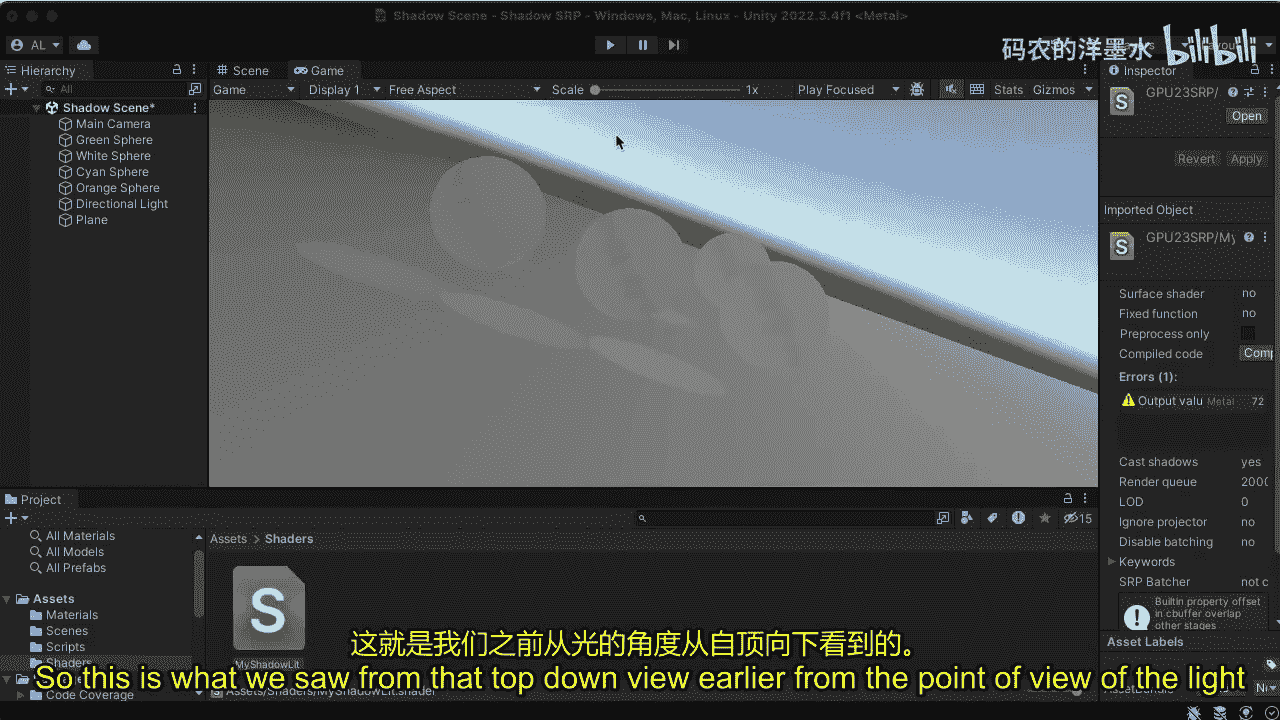 Shadow Scene - Shadow SRP - Windows, Mac, Linux - Unity 2022.3.4f1 <Metal>
AL
码农的洋墨水 bilibili
Hierarchy
Scene
Game
Inspector
All
Game
Display 1
Free Aspect
Scale
1x
Play Focused
Stats
Gizmos
Shadow Scene*
Main Camera
Green Sphere
White Sphere
Cyan Sphere
Orange Sphere
Directional Light
Plane
S
GPU23SRP/
Open
Revert
Apply
Imported Object
S
GPU23SRP/My
Surface shader no
Fixed function no
Preprocess only
Compiled code Comp
Errors (1):
Output valu Metal 72
Cast shadows yes
Render queue 2000
LOD 0
Ignore projector no
Disable batching no
Keywords
SRP Batcher not c
Builtin property offset
in cbuffer overlap
other stages
Asset Labels
Project
15
All Materials
All Models
All Prefabs
Assets
Materials
Scenes
Scripts
Shaders
Code Coverage
Assets > Shaders
S
MyShadowLit
Assets/Shaders/MyShadowLit.shader
这就是我们之前从光的角度从自顶向下看到的。
So this is what we saw from that top down view earlier from the point of view of the light